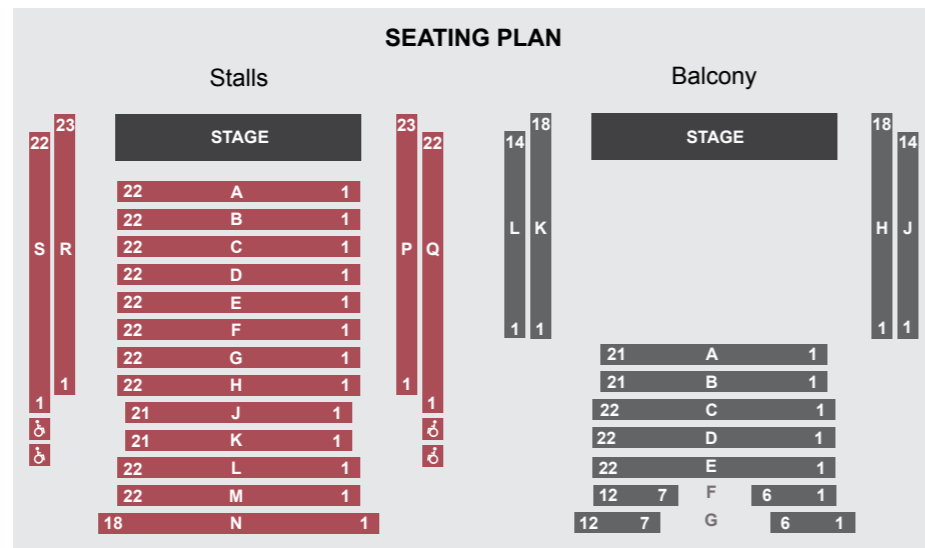 SEATING PLAN
Stalls
Balcony
23 23 18 18
22 STAGE 22 14 STAGE 14
22 A 1
22 B 1
S R 22 C 1 P Q L K H J
22 D 1
22 E 1
22 F 1 1 1 1 1
22 G 1 21 A 1
1 22 H 1 1 21 B 1
1 21 J 1 1 22 C 1
21 K 1 22 D 1
22 L 1 22 E 1
22 M 1 12 7 F 6 1
18 N 1 12 7 G 6 1